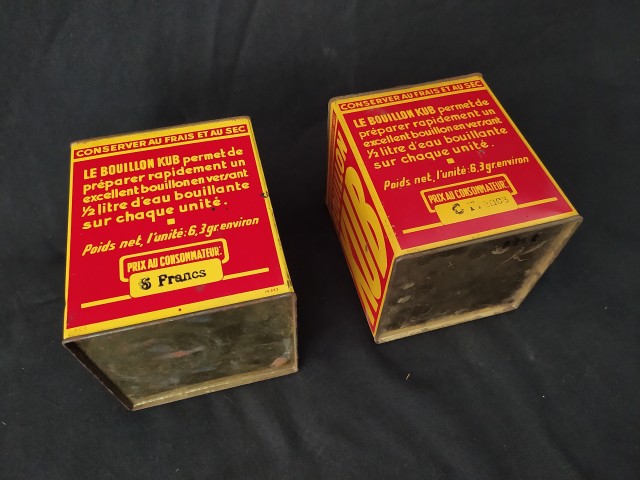 CONSERVER AU FRAIS ET AU SEC
LE BOUILLON KUB permet de
préparer rapidement un
excellent bouillon en versant
½ litre d'eau bouillante
sur chaque unité.
Poids net, l'unité: 6,3 gr. environ
PRIX AU CONSOMMATEUR:
8 Francs
CONSERVER AU FRAIS ET AU SEC
LE BOUILLON KUB permet de
préparer rapidement un
excellent bouillon en versant
½ litre d'eau bouillante
sur chaque unité.
Poids net, l'unité: 6,3 gr. environ
PRIX AU CONSOMMATEUR:
KUB